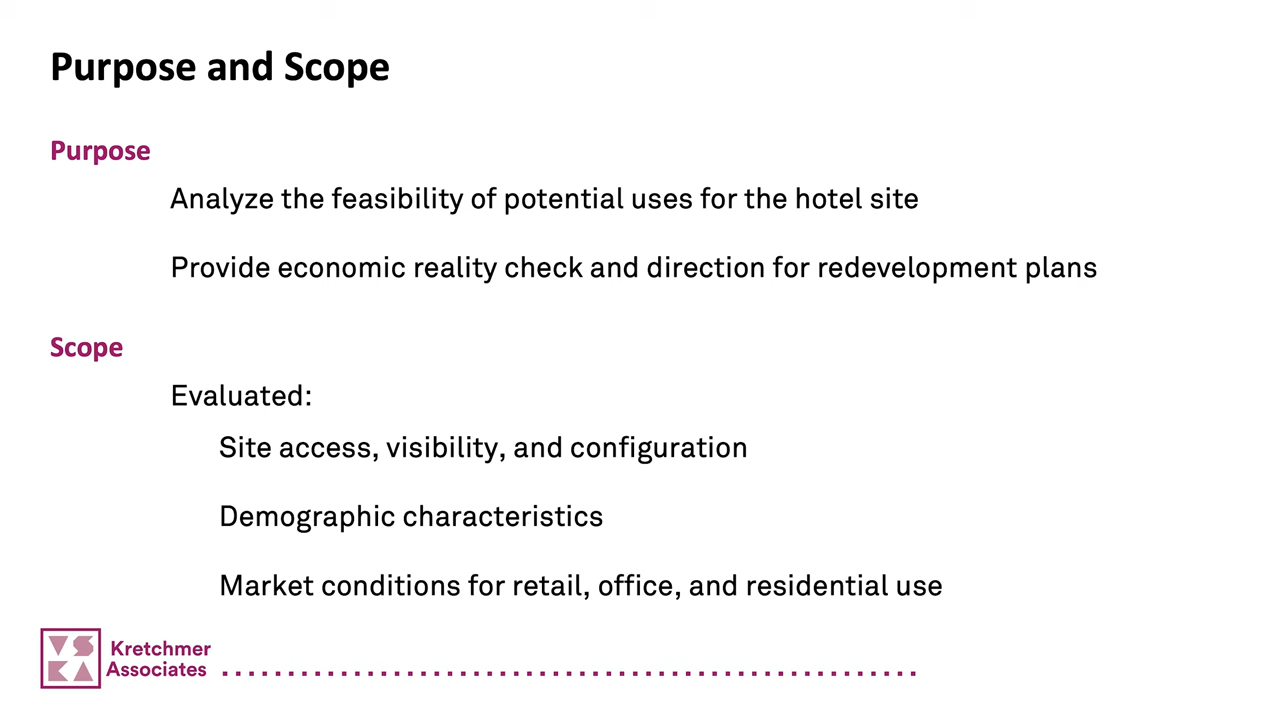 Purpose and Scope
Purpose
Analyze the feasibility of potential uses for the hotel site
Provide economic reality check and direction for redevelopment plans
Scope
Evaluated:
Site access, visibility, and configuration
Demographic characteristics
Market conditions for retail, office, and residential use
VS
KA
Kretchmer
Associates